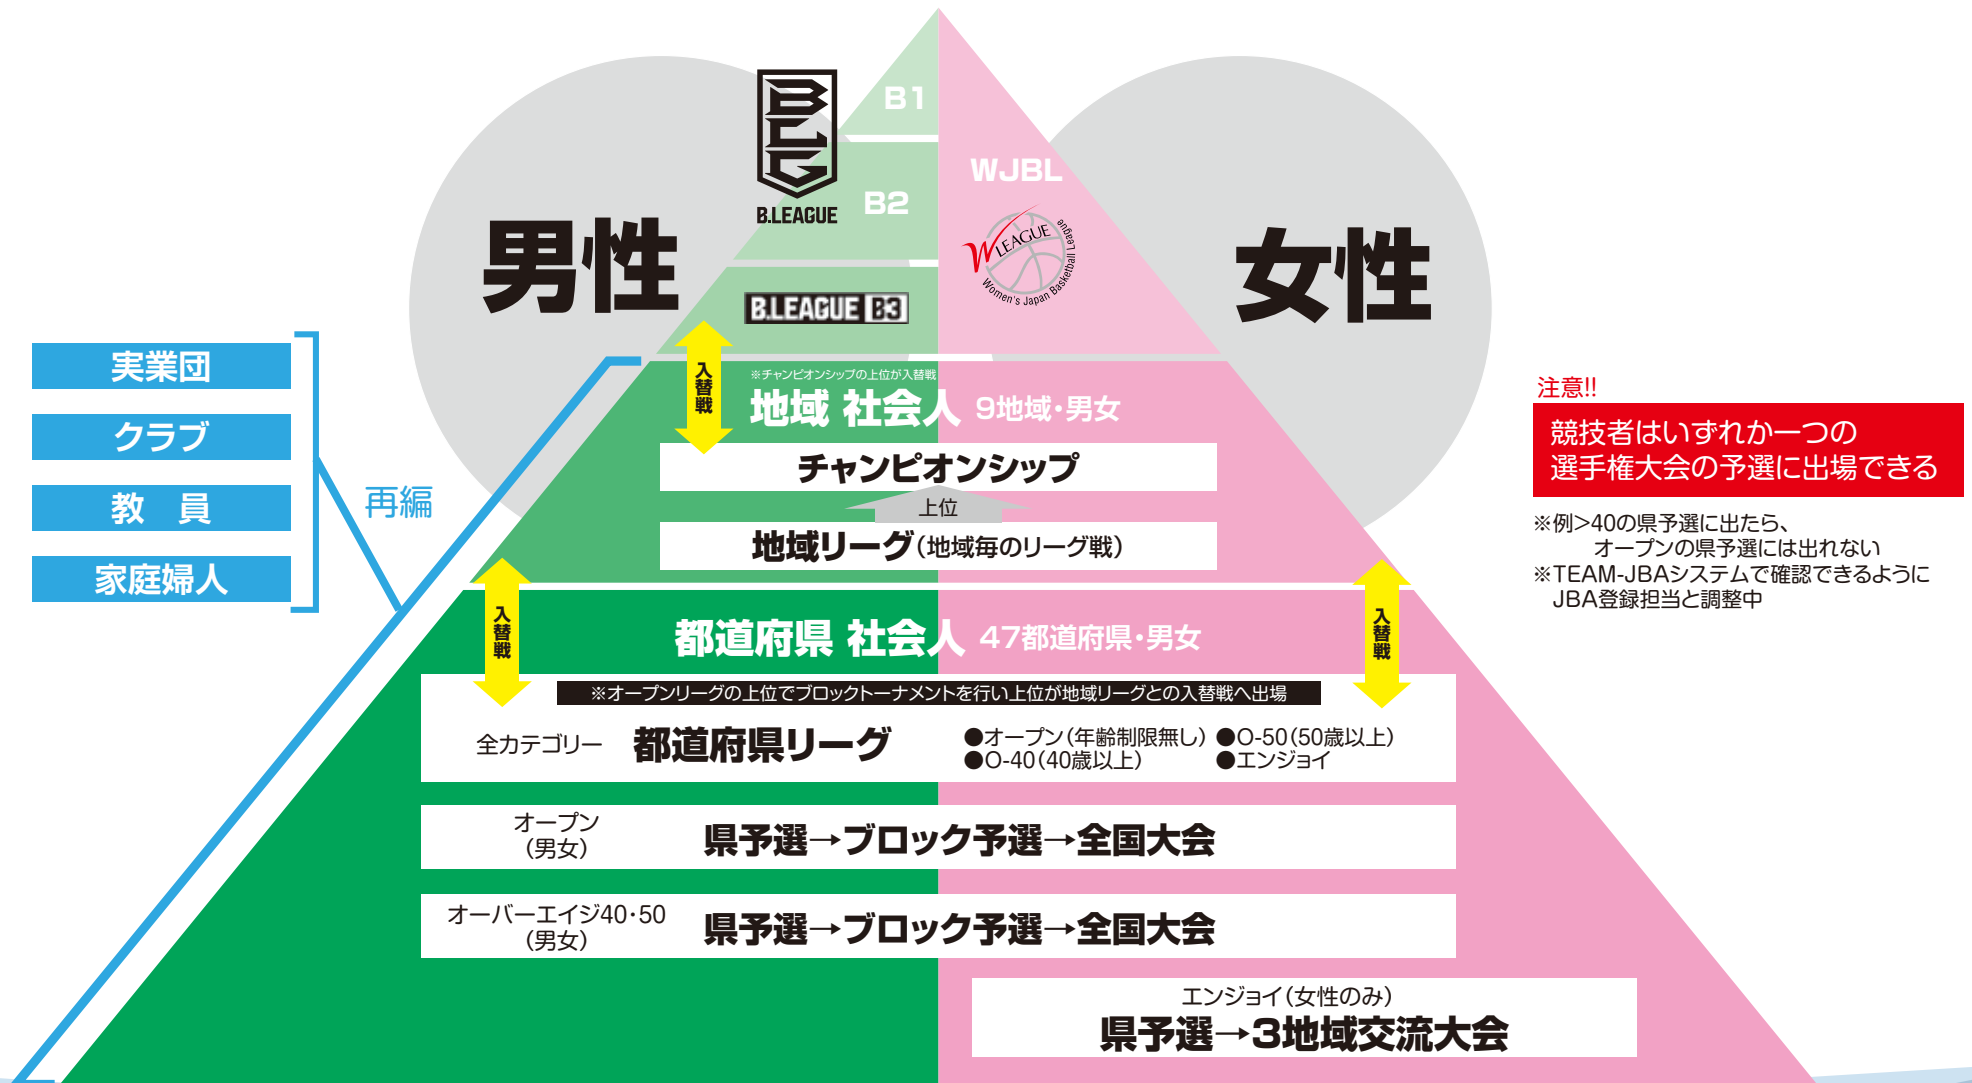 B1
BLG
B.LEAGUE
B2
WJBL
W LEAGUE
Women's Japan Basketball League
男性
女性
B.LEAGUE B3
実業団
クラブ
教　員
家庭婦人
再編
入替戦
※チャンピオンシップの上位が入替戦
地域 社会人 9地域・男女
チャンピオンシップ
上位
地域リーグ（地域毎のリーグ戦）
注意!!
競技者はいずれか一つの
選手権大会の予選に出場できる
※例>40の県予選に出たら、
オープンの県予選には出れない
※TEAM-JBAシステムで確認できるように
JBA登録担当と調整中
入替戦
都道府県 社会人 47都道府県・男女
入替戦
※オープンリーグの上位でブロックトーナメントを行い上位が地域リーグとの入替戦へ出場
全カテゴリー 都道府県リーグ
●オープン（年齢制限無し） ●O-50（50歳以上）
●O-40（40歳以上） ●エンジョイ
オープン
（男女）
県予選→ブロック予選→全国大会
オーバーエイジ40・50
（男女）
県予選→ブロック予選→全国大会
エンジョイ（女性のみ）
県予選→3地域交流大会